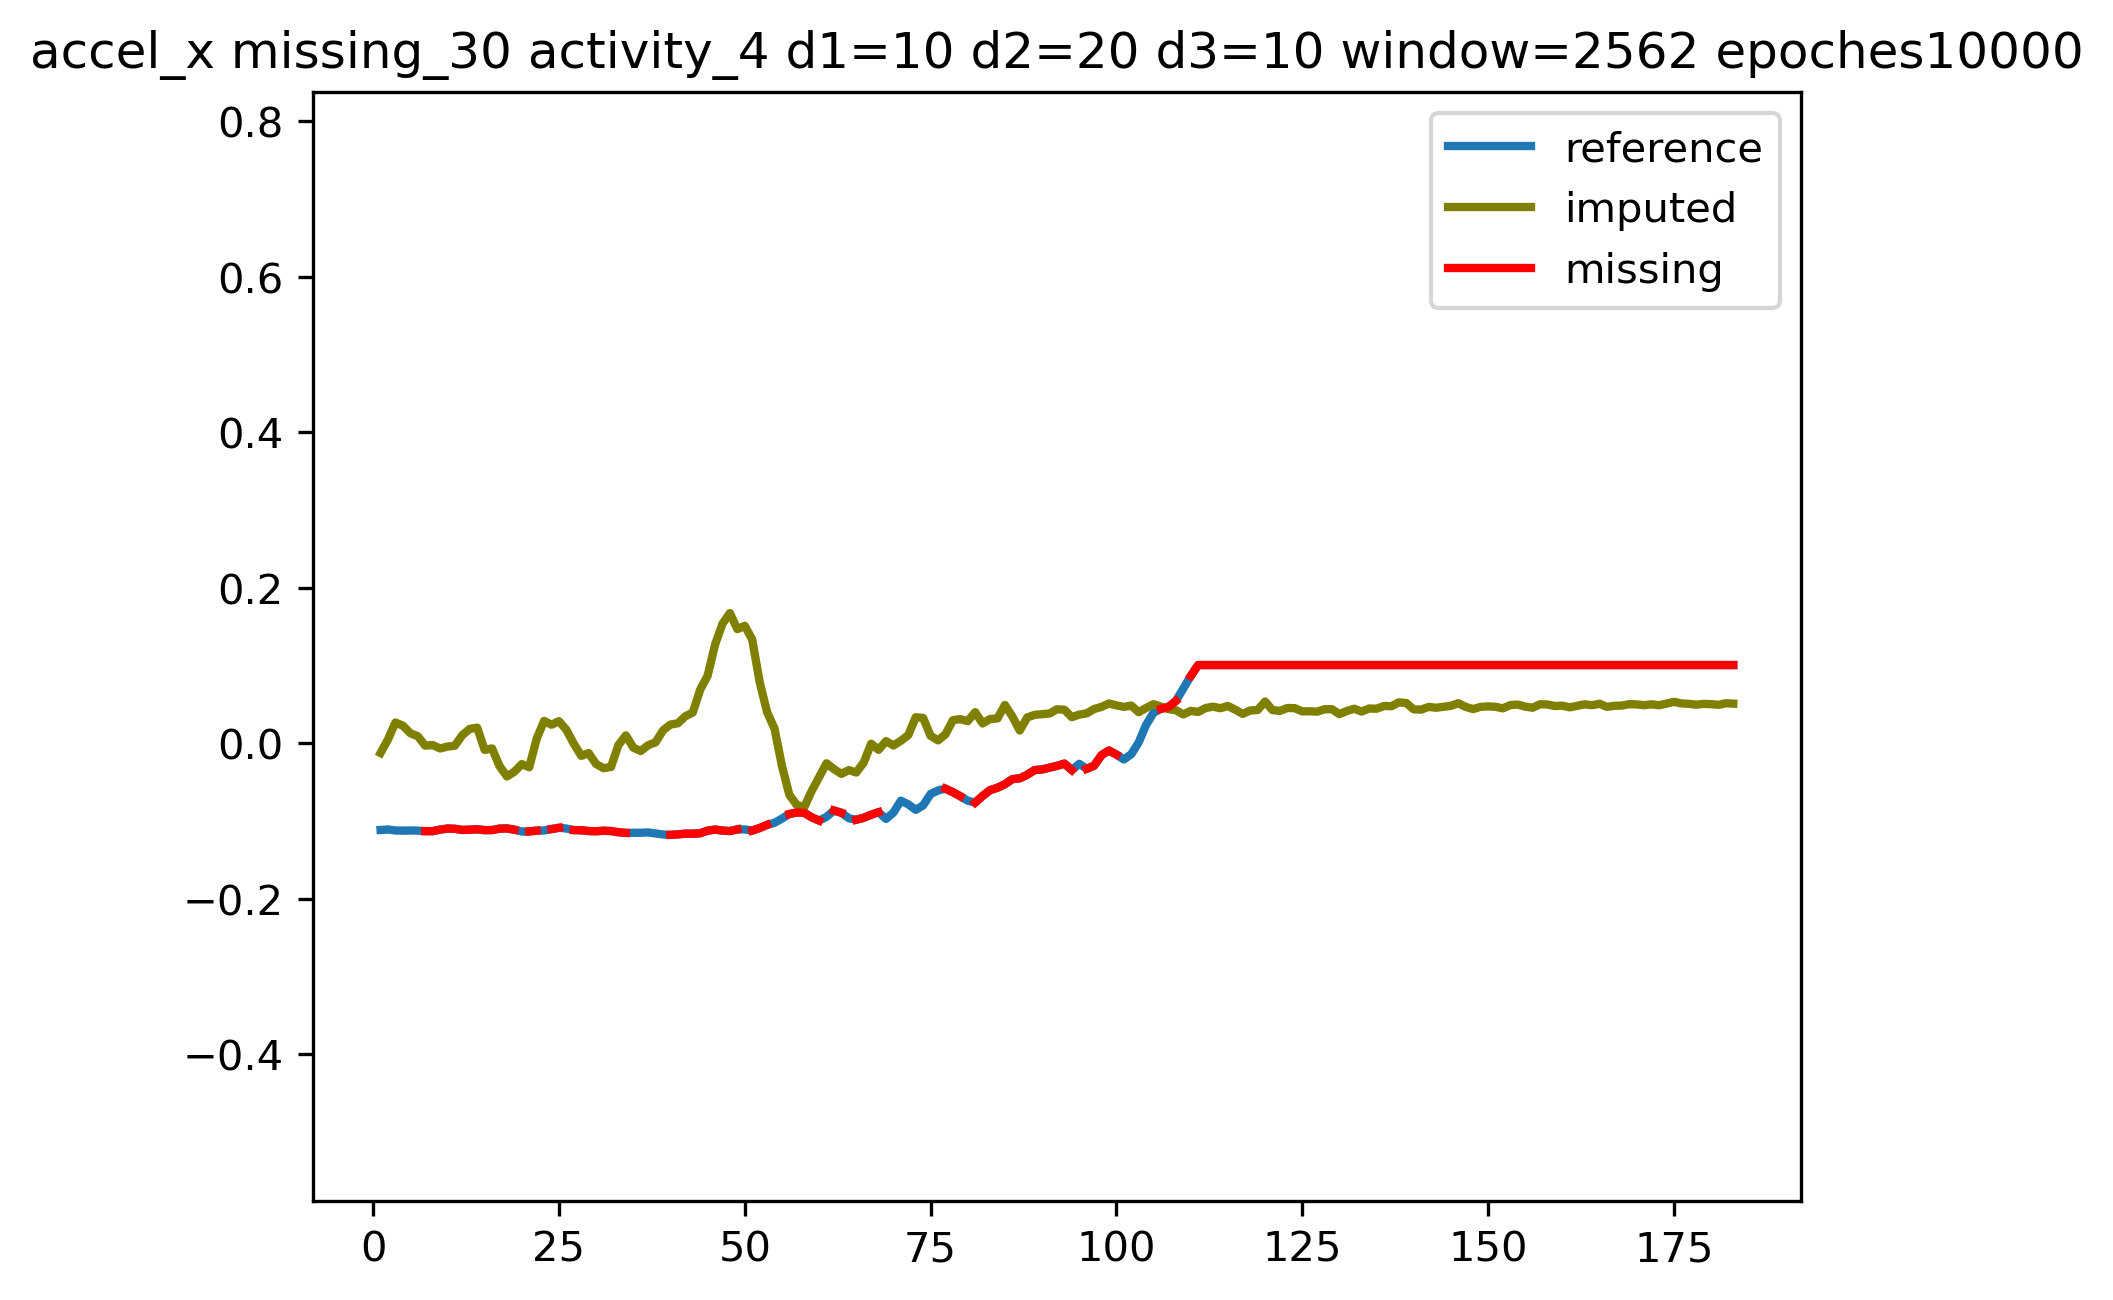 accel_x missing_30 activity_4 d1=10 d2=20 d3=10 window=2562 epoches10000
0.8
0.6
0.4
0.2
0.0
−0.2
−0.4
reference
imputed
missing
0 25 50 75 100 125 150 175